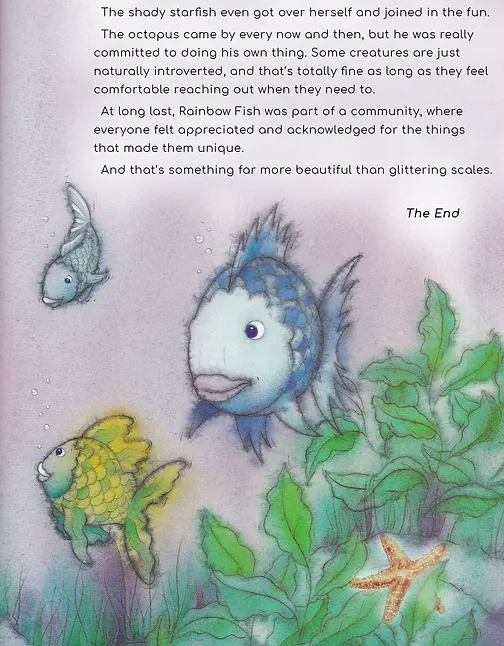 The shady starfish even got over herself and joined in the fun.
The octopus came by every now and then, but he was really
committed to doing his own thing. Some creatures are just
naturally introverted, and that's totally fine as long as they feel
comfortable reaching out when they need to.
At long last, Rainbow Fish was part of a community, where
everyone felt appreciated and acknowledged for the things
that made them unique.
And that's something far more beautiful than glittering scales.
The End